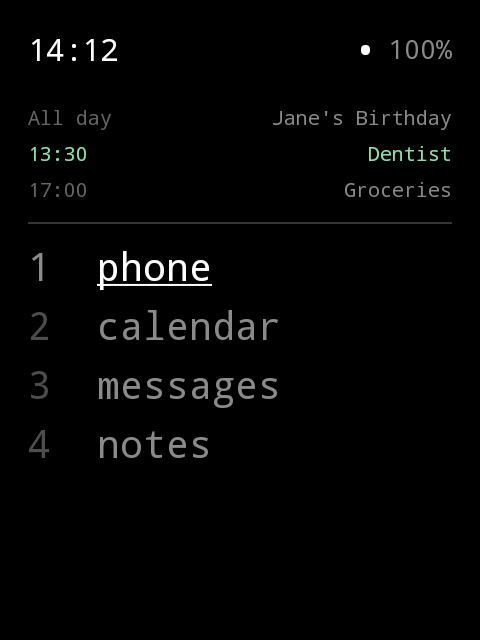 14:12 • 100%
All day Jane's Birthday
13:30 Dentist
17:00 Groceries
1 phone
2 calendar
3 messages
4 notes